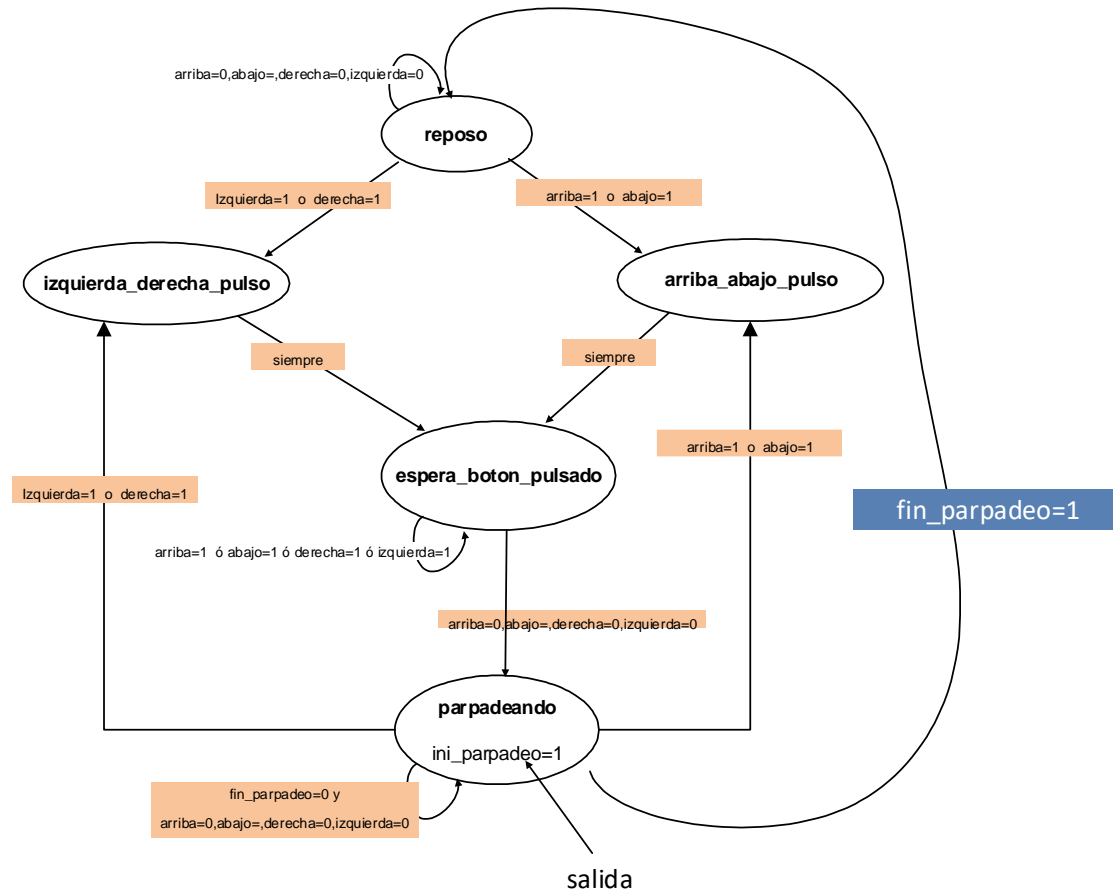 arriba=0,abajo=,derecha=0,izquierda=0
reposo
Izquierda=1 o derecha=1
arriba=1 o abajo=1
izquierda_derecha_pulso
arriba_abajo_pulso
siempre
siempre
arriba=1 o abajo=1
espera_boton_pulsado
Izquierda=1 o derecha=1
fin_parpadeo=1
arriba=1 ó abajo=1 ó derecha=1 ó izquierda=1
arriba=0,abajo=,derecha=0,izquierda=0
parpadeando
ini_parpadeo=1
fin_parpadeo=0 y
arriba=0,abajo=,derecha=0,izquierda=0
salida